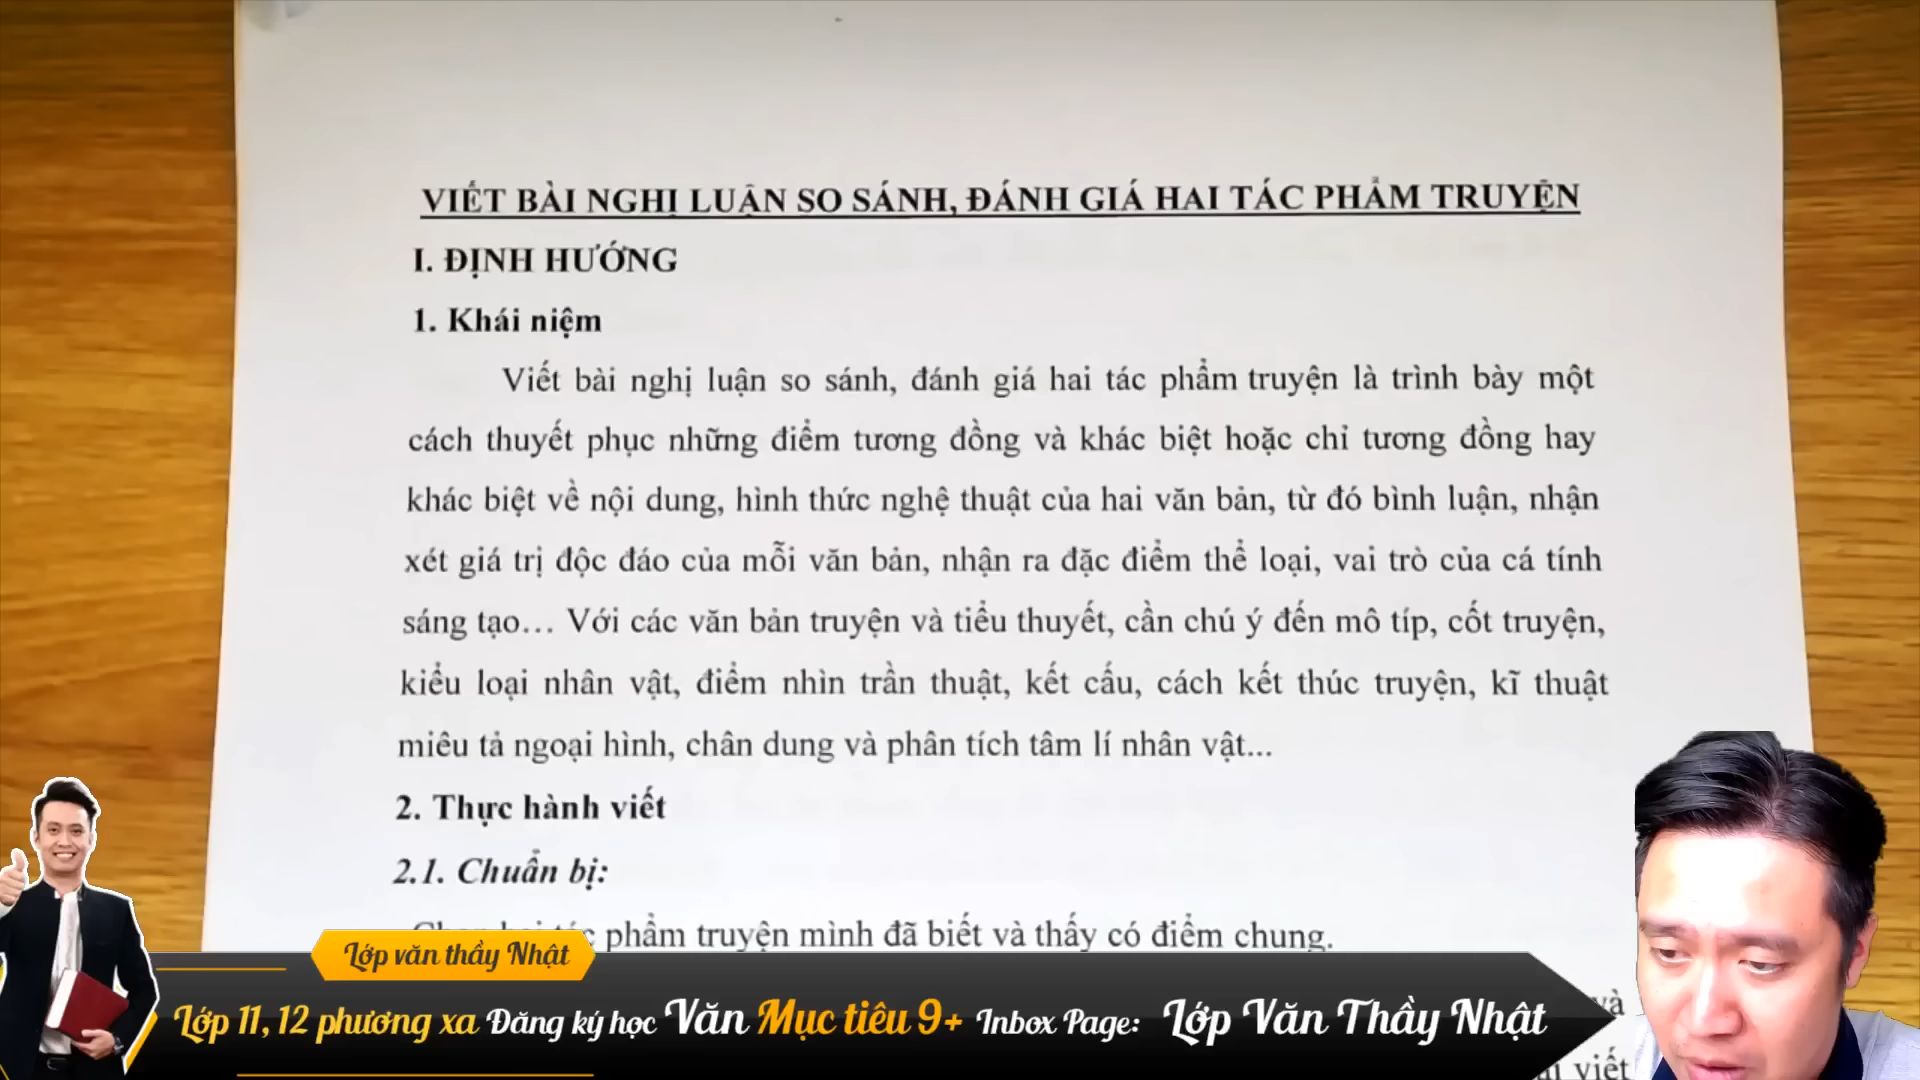 VIẾT BÀI NGHỊ LUẬN SO SÁNH, ĐÁNH GIÁ HAI TÁC PHẨM TRUYỆN
I. ĐỊNH HƯỚNG
1. Khái niệm
Viết bài nghị luận so sánh, đánh giá hai tác phẩm truyện là trình bày một
cách thuyết phục những điểm tương đồng và khác biệt hoặc chỉ tương đồng hay
khác biệt về nội dung, hình thức nghệ thuật của hai văn bản, từ đó bình luận, nhận
xét giá trị độc đáo của mỗi văn bản, nhận ra đặc điểm thể loại, vai trò của cá tính
sáng tạo… Với các văn bản truyện và tiểu thuyết, cần chú ý đến mô típ, cốt truyện,
kiểu loại nhân vật, điểm nhìn trần thuật, kết cấu, cách kết thúc truyện, kĩ thuật
miêu tả ngoại hình, chân dung và phân tích tâm lí nhân vật...
2. Thực hành viết
2.1. Chuẩn bị:
phẩm truyện mình đã biết và thấy có điểm chung.
và
viết
Lớp văn thầy Nhật
Lớp 11, 12 phương xa Đăng ký học Văn Mục tiêu 9+ Inbox Page: Lớp Văn Thầy Nhật